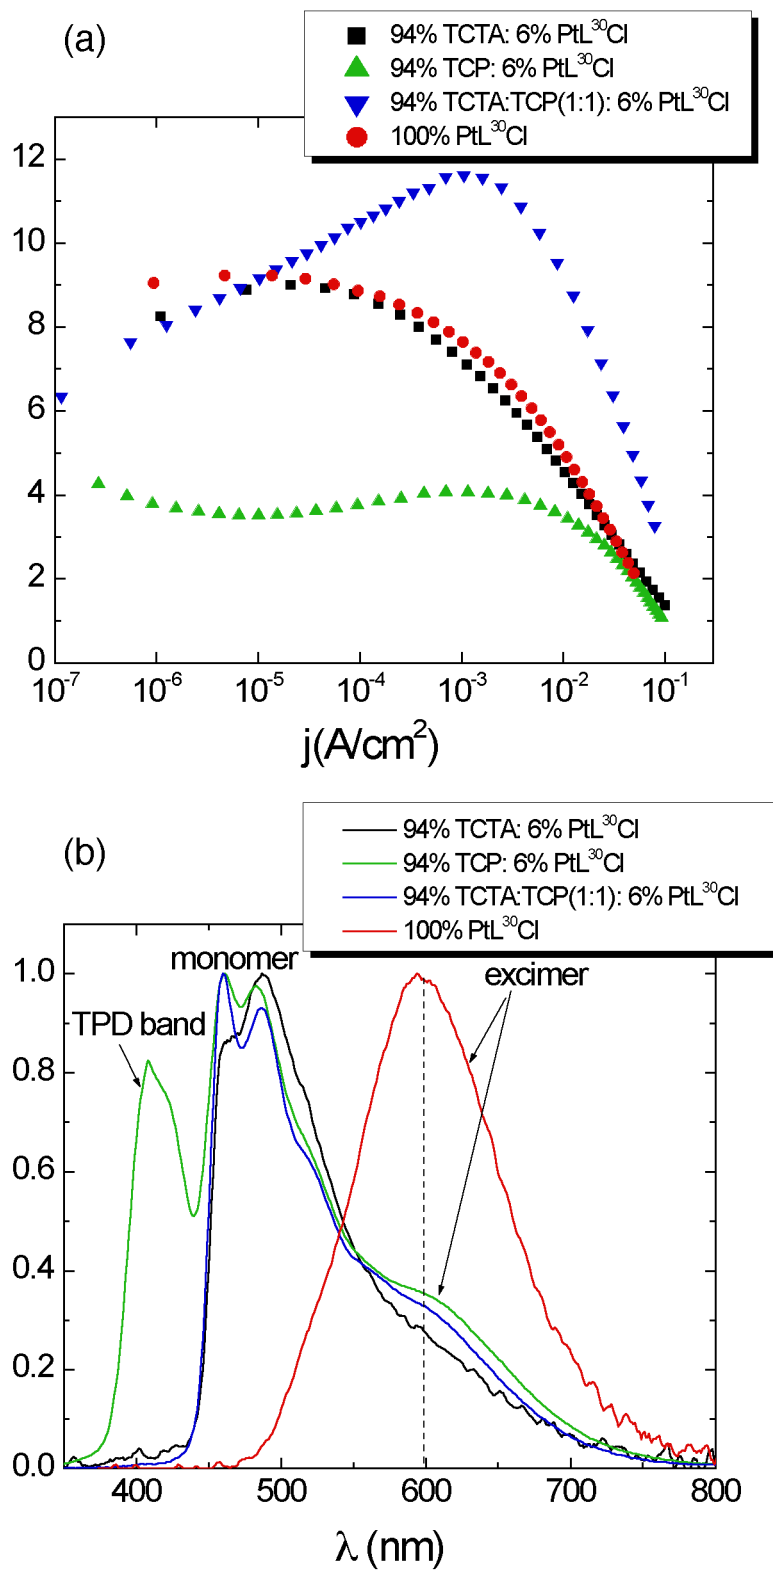 (a)
94% TCTA: 6% PtL³⁰Cl
94% TCP: 6% PtL³⁰Cl
94% TCTA:TCP(1:1): 6% PtL³⁰Cl
100% PtL³⁰Cl
12
10
8
6
4
2
0
10⁻⁷ 10⁻⁶ 10⁻⁵ 10⁻⁴ 10⁻³ 10⁻² 10⁻¹
j(A/cm²)
(b)
94% TCTA: 6% PtL³⁰Cl
94% TCP: 6% PtL³⁰Cl
94% TCTA:TCP(1:1): 6% PtL³⁰Cl
100% PtL³⁰Cl
monomer
excimer
TPD band
1.0
0.8
0.6
0.4
0.2
0.0
400 500 600 700 800
λ (nm)